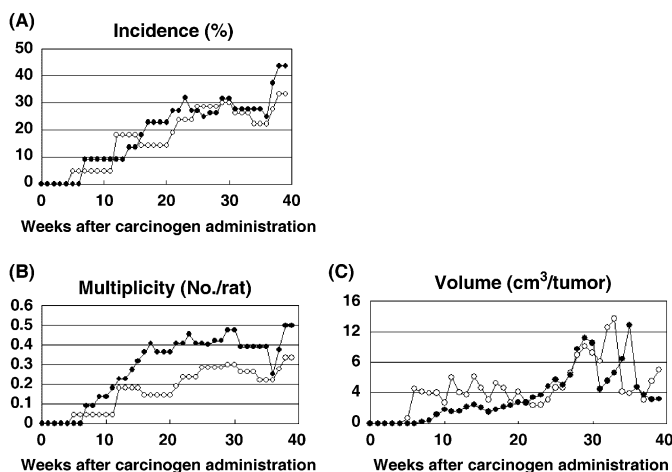 (A)
Incidence (%)
50
40
30
20
10
0
0 10 20 30 40
Weeks after carcinogen administration
(B)
Multiplicity (No./rat)
0.6
0.5
0.4
0.3
0.2
0.1
0
0 10 20 30 40
Weeks after carcinogen administration
(C)
Volume (cm³/tumor)
16
12
6
4
0
0 10 20 30 40
Weeks after carcinogen administration